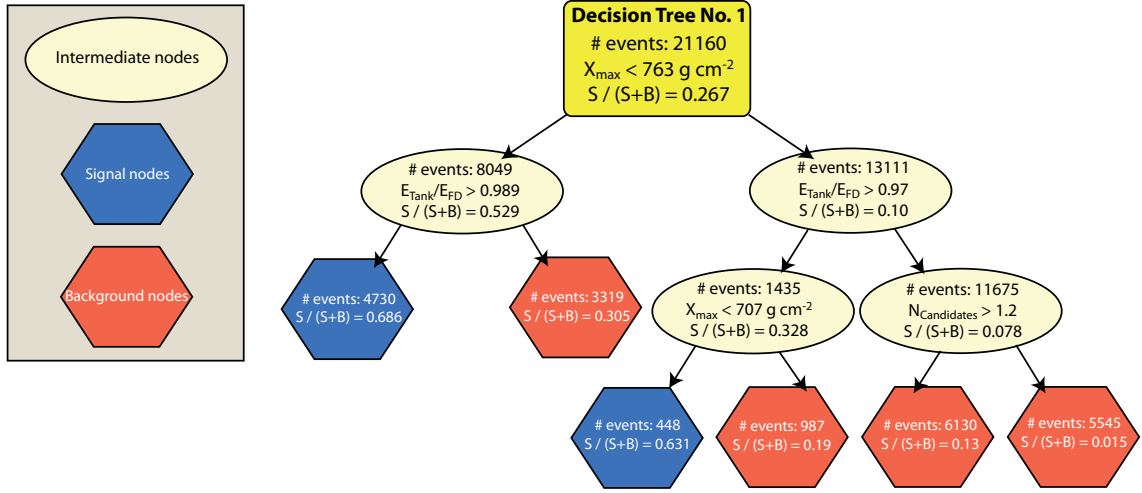 Intermediate nodes
Signal nodes
Background nodes
Decision Tree No. 1
# events: 21160
Xmax < 763 g cm-2
S / (S+B) = 0.267
# events: 8049
ETank/EFD > 0.989
S / (S+B) = 0.529
# events: 13111
ETank/EFD > 0.97
S / (S+B) = 0.10
# events: 4730
S / (S+B) = 0.686
# events: 3319
S / (S+B) = 0.305
# events: 1435
Xmax < 707 g cm-2
S / (S+B) = 0.328
# events: 11675
NCandidates > 1.2
S / (S+B) = 0.078
# events: 448
S / (S+B) = 0.631
# events: 987
S / (S+B) = 0.19
# events: 6130
S / (S+B) = 0.13
# events: 5545
S / (S+B) = 0.015